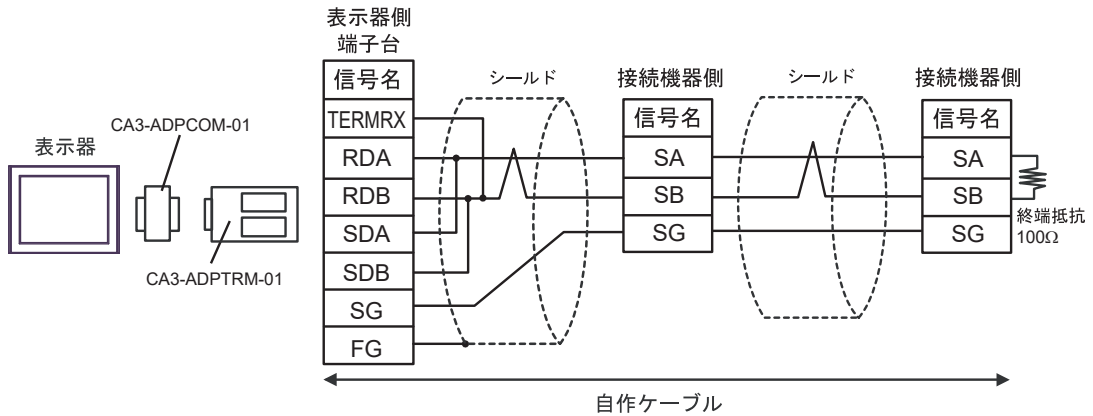 表示器
CA3-ADPCOM-01
CA3-ADPTRM-01
表示器側
端子台
信号名
TERMRX
RDA
RDB
SDA
SDB
SG
FG
シールド
接続機器側
信号名
SA
SB
SG
シールド
接続機器側
信号名
SA
SB
SG
終端抵抗
100Ω
自作ケーブル